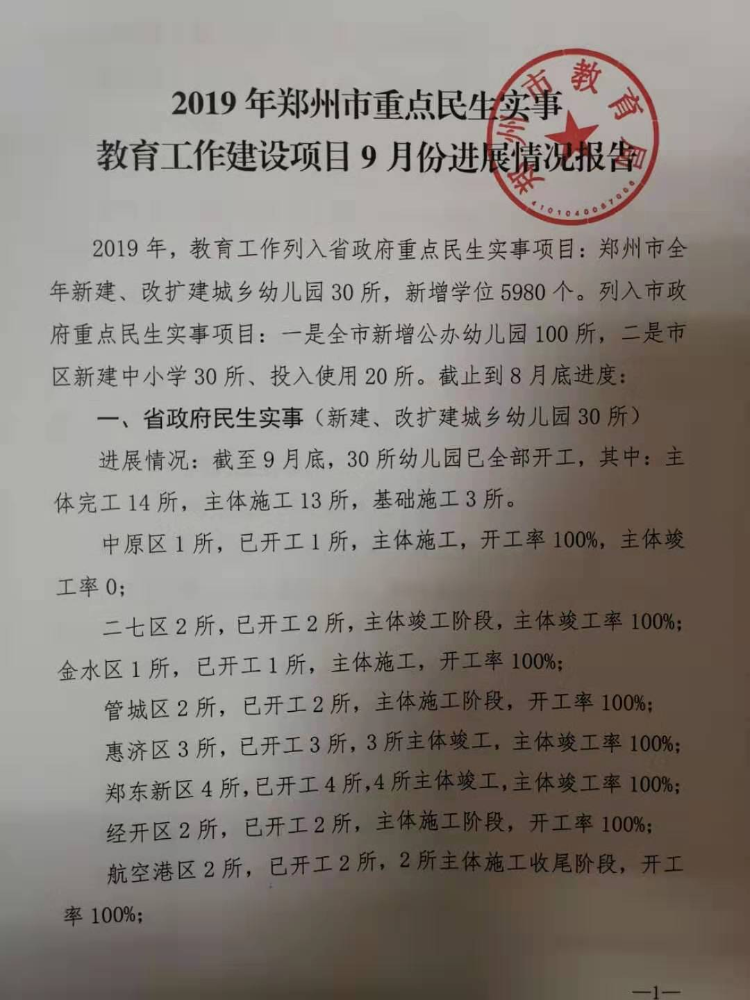 2019 年郑州市重点民生实事
教育工作建设项目 9 月份进展情况报告
郑州市教育局
4101040067006
2019 年，教育工作列入省政府重点民生实事项目：郑州市全
年新建、改扩建城乡幼儿园 30 所，新增学位 5980 个。列入市政
府重点民生实事项目：一是全市新增公办幼儿园 100 所，二是市
区新建中小学 30 所、投入使用 20 所。截止到 8 月底进度：
一、省政府民生实事（新建、改扩建城乡幼儿园 30 所）
进展情况：截至 9 月底，30 所幼儿园已全部开工，其中：主
体完工 14 所，主体施工 13 所，基础施工 3 所。
中原区 1 所，已开工 1 所，主体施工，开工率 100%，主体竣
工率 0；
二七区 2 所，已开工 2 所，主体竣工阶段，主体竣工率 100%；
金水区 1 所，已开工 1 所，主体施工，开工率 100%；
管城区 2 所，已开工 2 所，主体施工阶段，开工率 100%；
惠济区 3 所，已开工 3 所，3 所主体竣工，主体竣工率 100%；
郑东新区 4 所，已开工 4 所，4 所主体竣工，主体竣工率 100%；
经开区 2 所，已开工 2 所，主体施工阶段，开工率 100%；
航空港区 2 所，已开工 2 所，2 所主体施工收尾阶段，开工
率 100%；
—1—